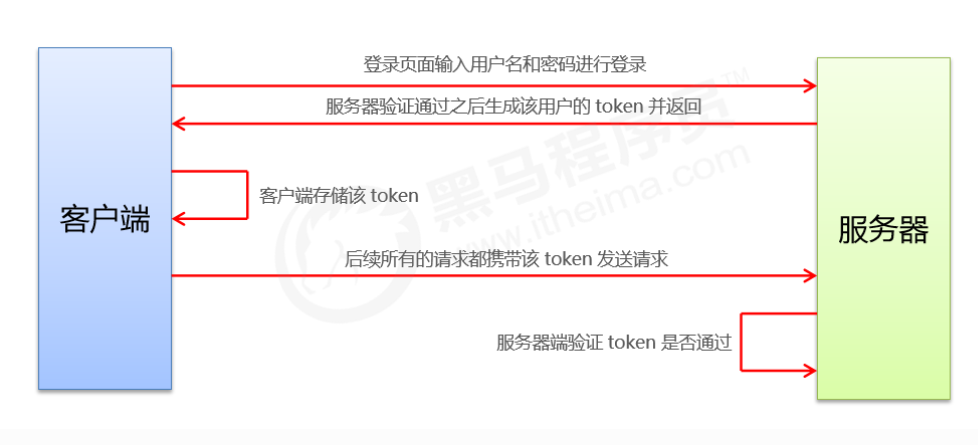 登录页面输入用户名和密码进行登录
服务器验证通过之后生成该用户的 token 并返回
客户端存储该 token
客户端
黑马程序员™
www.itheima.com
服务器
后续所有的请求都携带该 token 发送请求
服务器端验证 token 是否通过